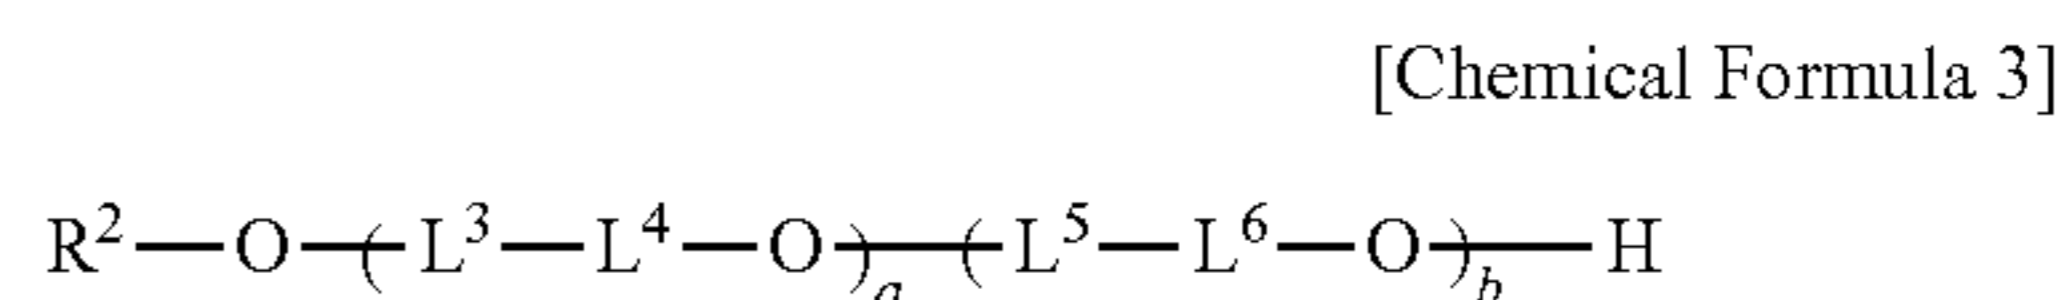 [Chemical Formula 3]
R²—O—(L³—L⁴—O)ₐ—(L⁵—L⁶—O)b—H